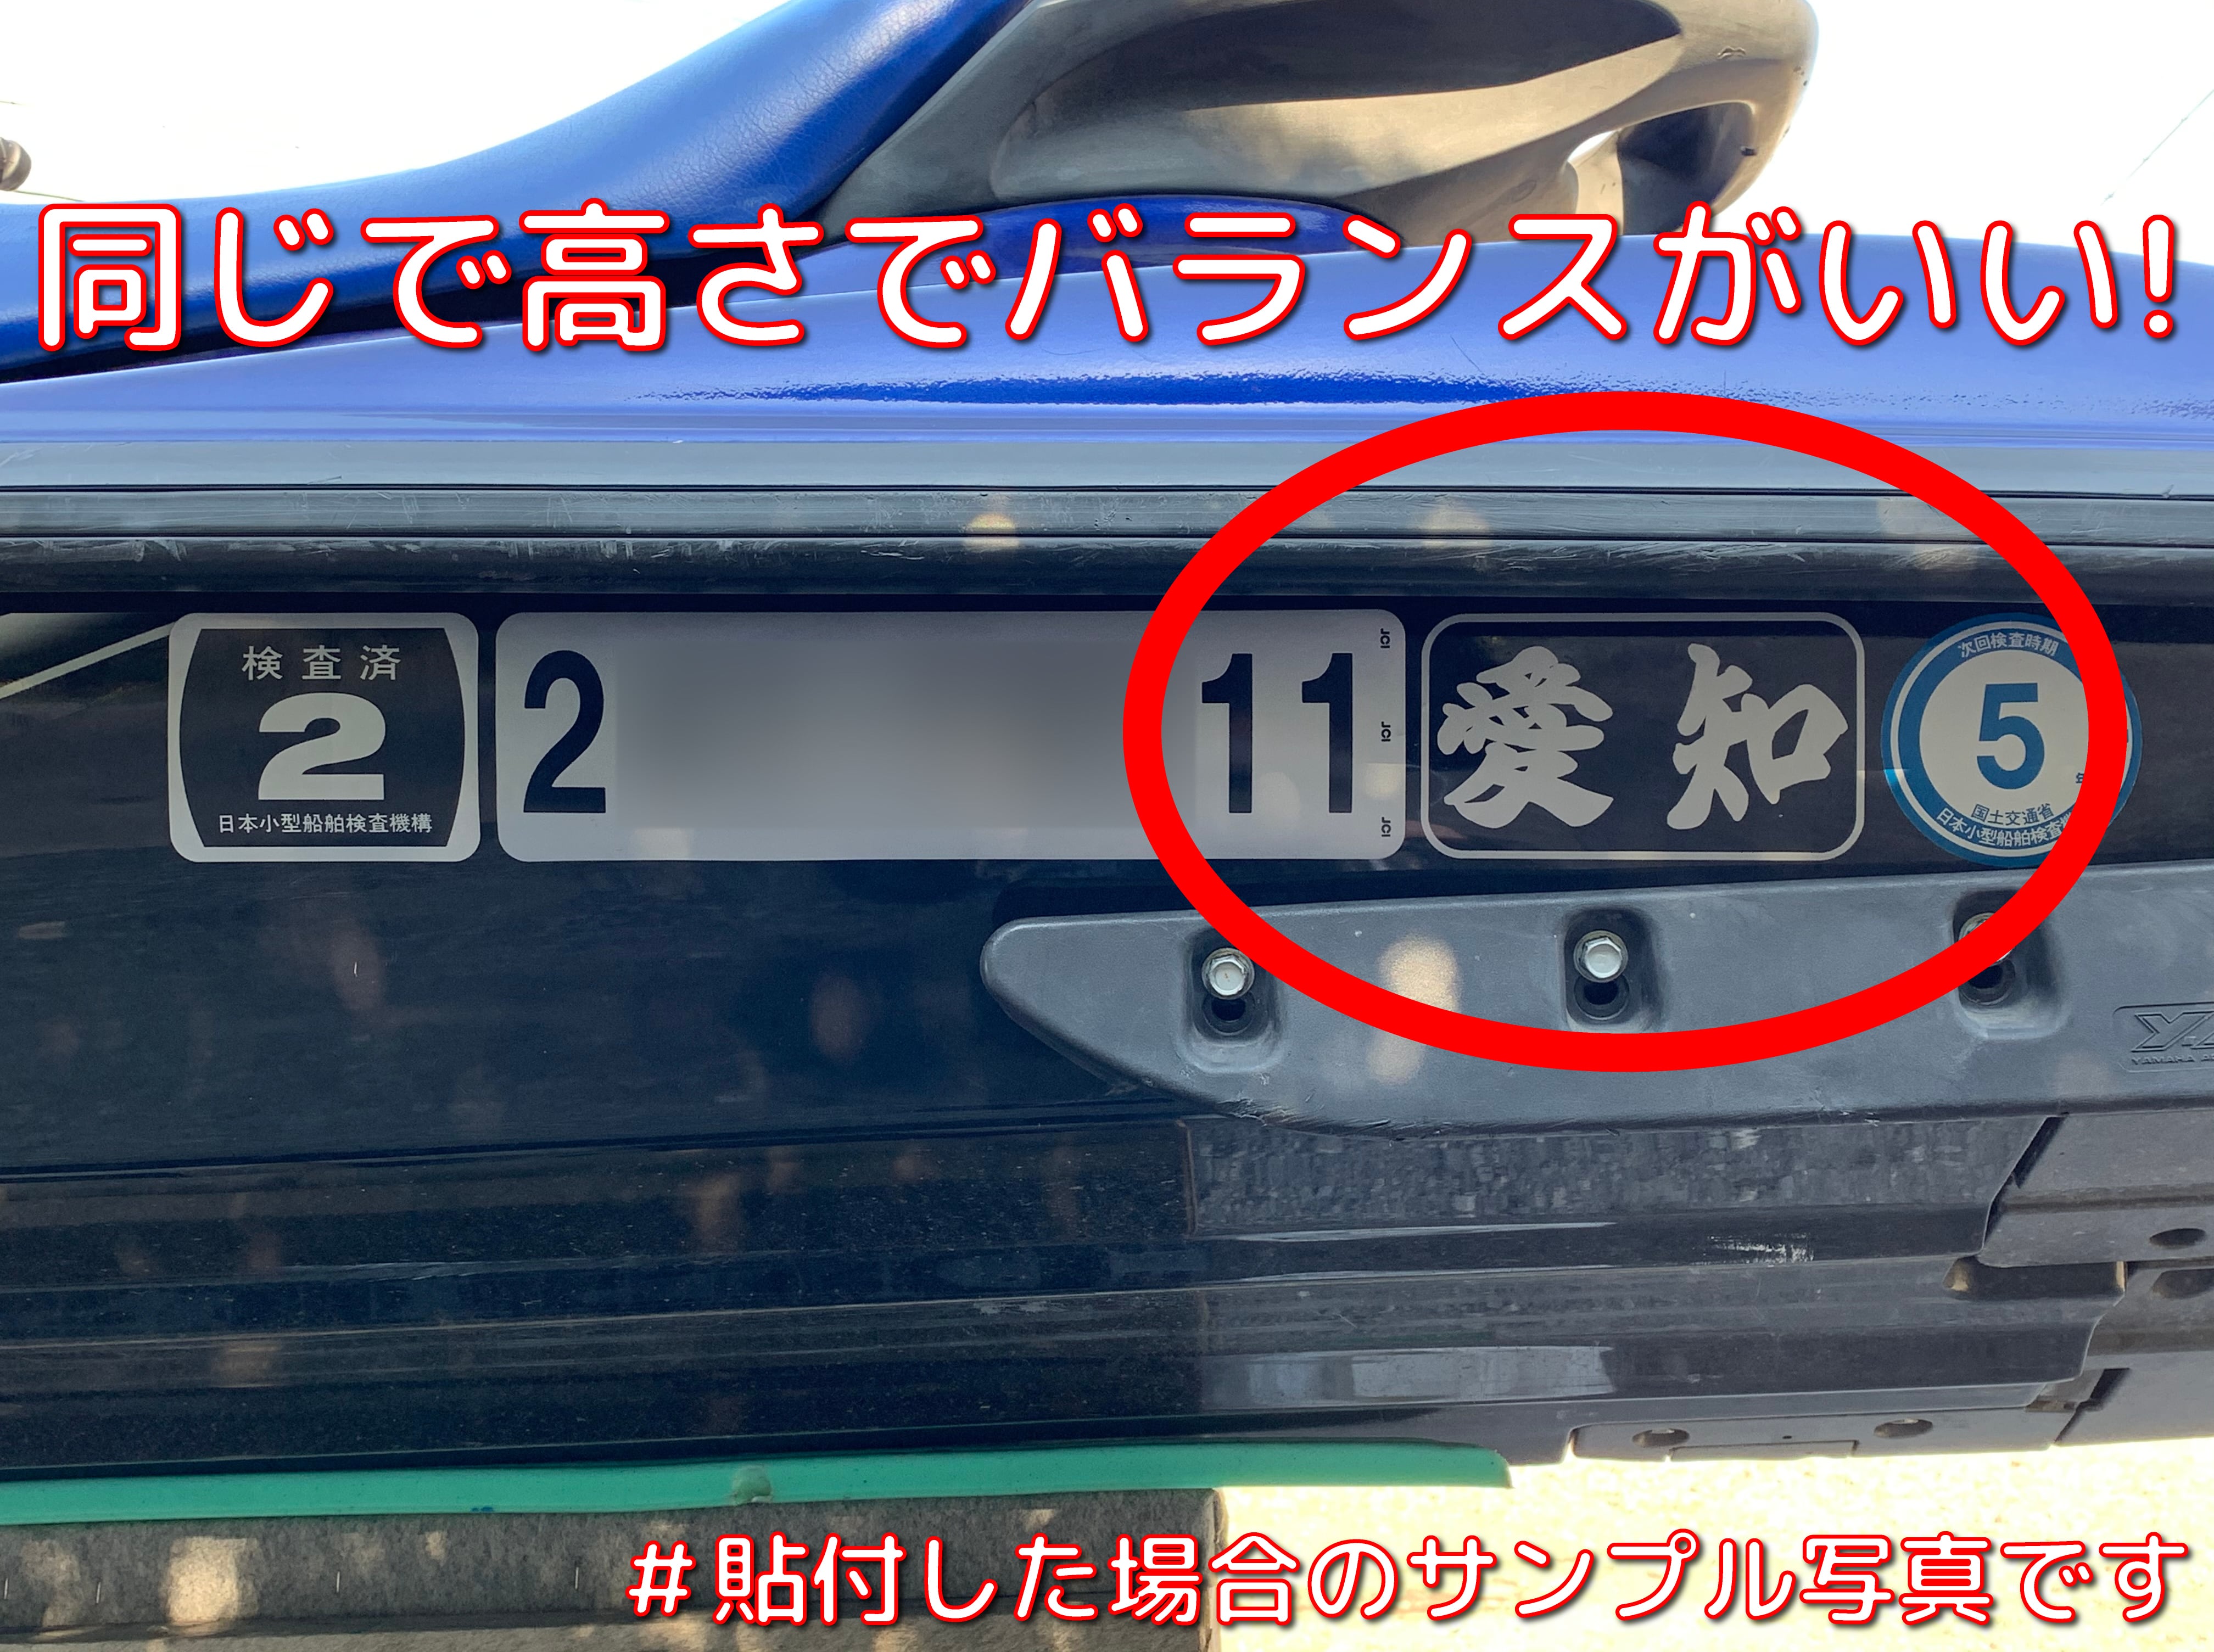 同じで高さでバランスがいい!
検査済
2
日本小型船舶検査機構
2
11
JCI
JCI
JCI
愛知
次回検査時期
5
年
国土交通省
日本小型船舶検査
YAMAHA
#貼付した場合のサンプル写真です